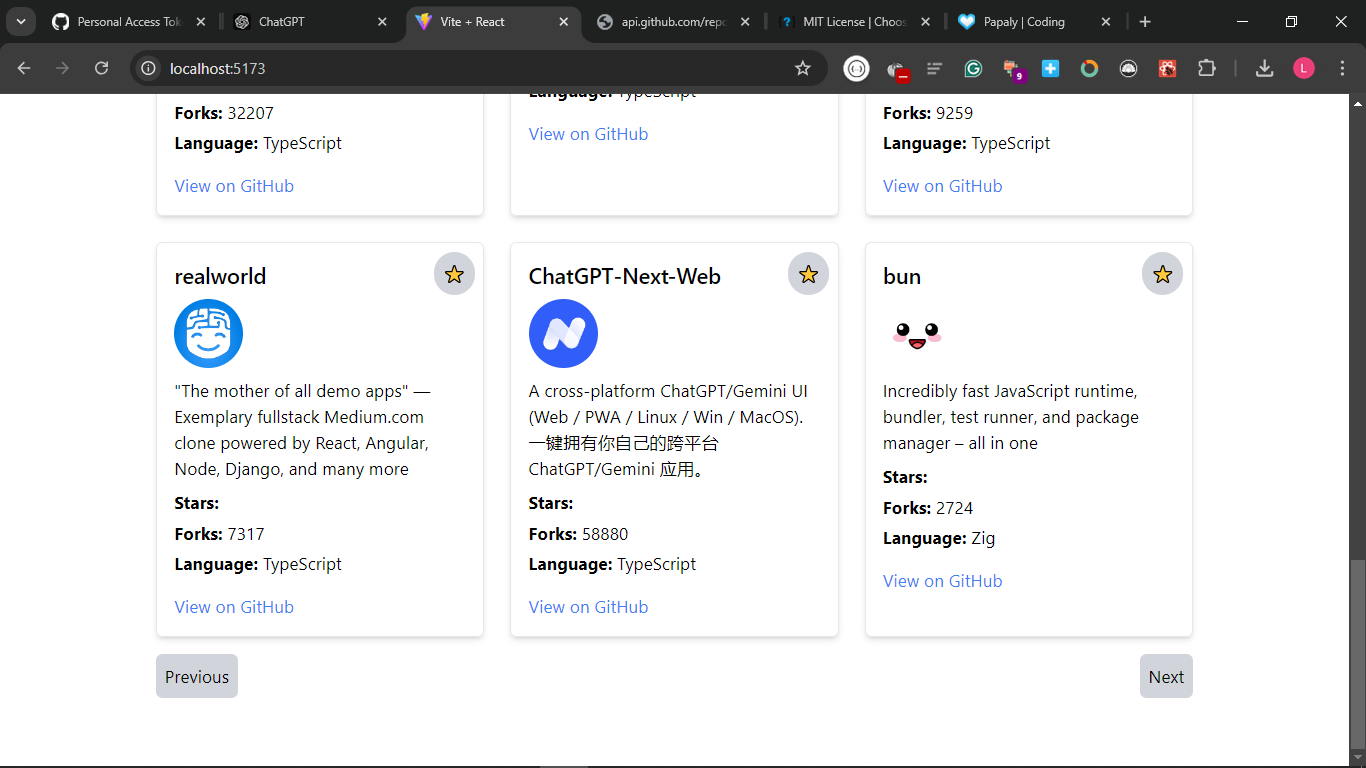 Personal Access Tok
ChatGPT
Vite + React
api.github.com/repo
MIT License | Choos
Papaly | Coding
localhost:5173
9
L
Language: TypeScript
Forks: 32207
Language: TypeScript
View on GitHub
View on GitHub
Forks: 9259
Language: TypeScript
View on GitHub
realworld
"The mother of all demo apps" —
Exemplary fullstack Medium.com
clone powered by React, Angular,
Node, Django, and many more
Stars:
Forks: 7317
Language: TypeScript
View on GitHub
ChatGPT-Next-Web
A cross-platform ChatGPT/Gemini UI
(Web / PWA / Linux / Win / MacOS).
一键拥有你自己的跨平台
ChatGPT/Gemini 应用。
Stars:
Forks: 58880
Language: TypeScript
View on GitHub
bun
Incredibly fast JavaScript runtime,
bundler, test runner, and package
manager – all in one
Stars:
Forks: 2724
Language: Zig
View on GitHub
Previous
Next